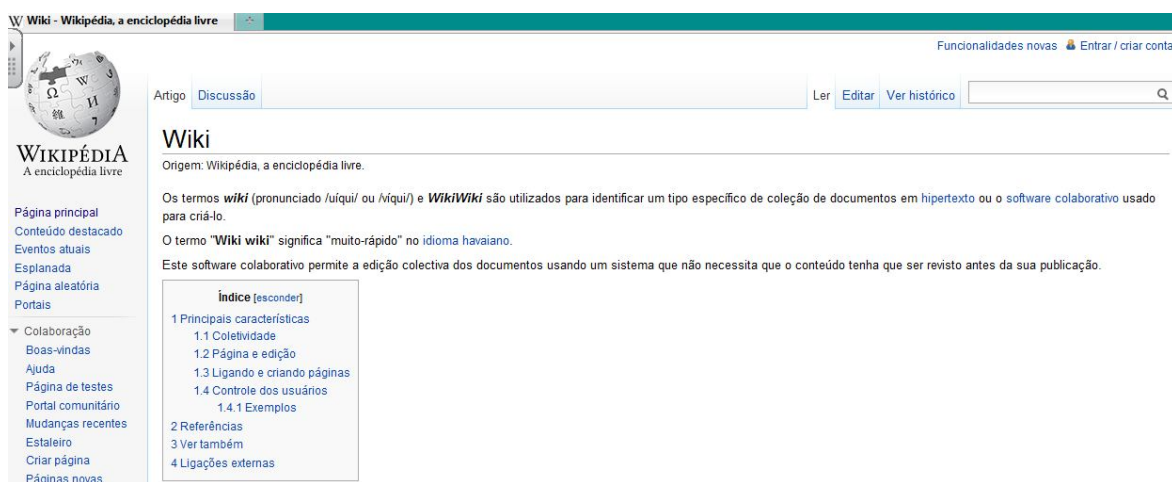 Wiki - Wikipédia, a enciclopédia livre
Funcionalidades novas Entrar / criar conta
Artigo Discussão Ler Editar Ver histórico
WIKIPÉDIA
A enciclopédia livre
Página principal
Conteúdo destacado
Eventos atuais
Esplanada
Página aleatória
Portais
Colaboração
Boas-vindas
Ajuda
Página de testes
Portal comunitário
Mudanças recentes
Estaleiro
Criar página
Páginas novas
Wiki
Origem: Wikipédia, a enciclopédia livre.
Os termos wiki (pronunciado /uíqui/ ou /víqui/) e WikiWiki são utilizados para identificar um tipo específico de coleção de documentos em hipertexto ou o software colaborativo usado
para criá-lo.
O termo "Wiki wiki" significa "muito-rápido" no idioma havaiano.
Este software colaborativo permite a edição colectiva dos documentos usando um sistema que não necessita que o conteúdo tenha que ser revisto antes da sua publicação.
Índice [esconder]
1 Principais características
1.1 Coletividade
1.2 Página e edição
1.3 Ligando e criando páginas
1.4 Controle dos usuários
1.4.1 Exemplos
2 Referências
3 Ver também
4 Ligações externas